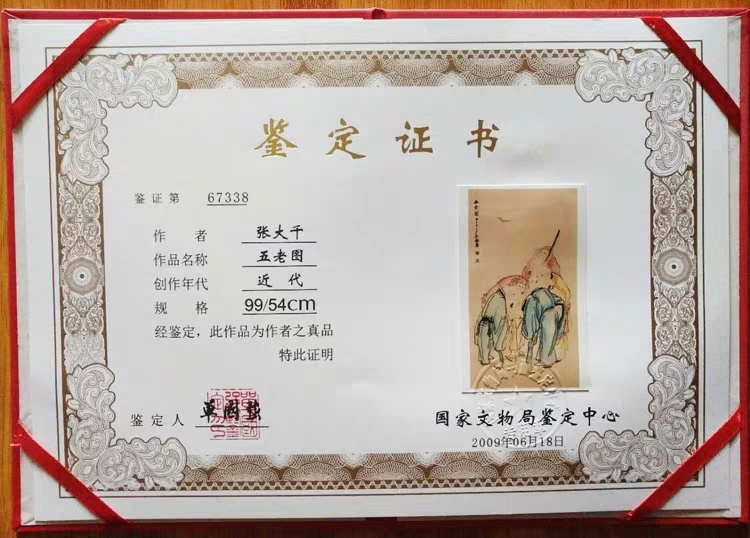 鉴定证书
鉴证第 67338
作者 张大千
作品名称 五老图
创作年代 近代
规格 99/54cm
经鉴定，此作品为作者之真品
特此证明
鉴定人 单国强
国家文物局鉴定中心
2009年06月18日